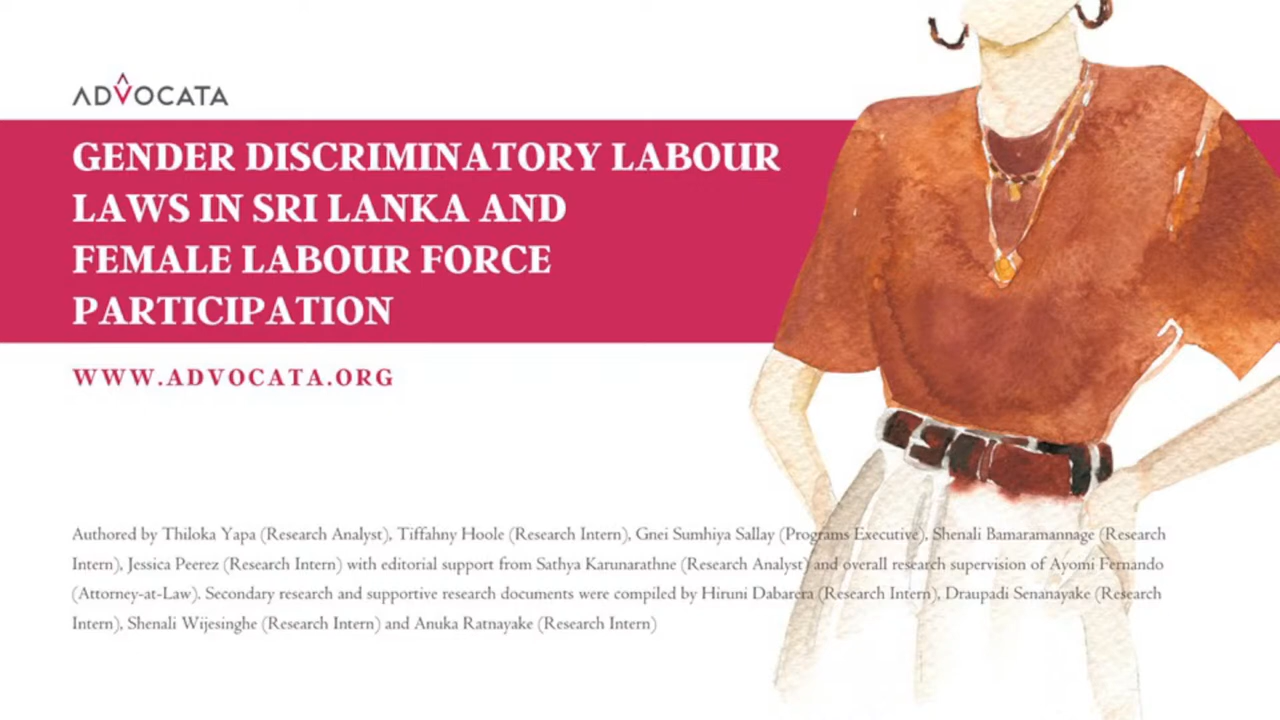 ADVOCATA
GENDER DISCRIMINATORY LABOUR
LAWS IN SRI LANKA AND
FEMALE LABOUR FORCE
PARTICIPATION
WWW.ADVOCATA.ORG
Authored by Thiloka Yapa (Research Analyst), Tiffahny Hoole (Research Intern), Gnei Sumhiya Sallay (Programs Executive), Shenali Bamaramannage (Research
Intern), Jessica Peerez (Research Intern) with editorial support from Sathya Karunarathne (Research Analyst) and overall research supervision of Ayomi Fernando
(Attorney-at-Law). Secondary research and supportive research documents were compiled by Hiruni Dabarera (Research Intern), Draupadi Senanayake (Research
Intern), Shenali Wijesinghe (Research Intern) and Anuka Ratnayake (Research Intern)